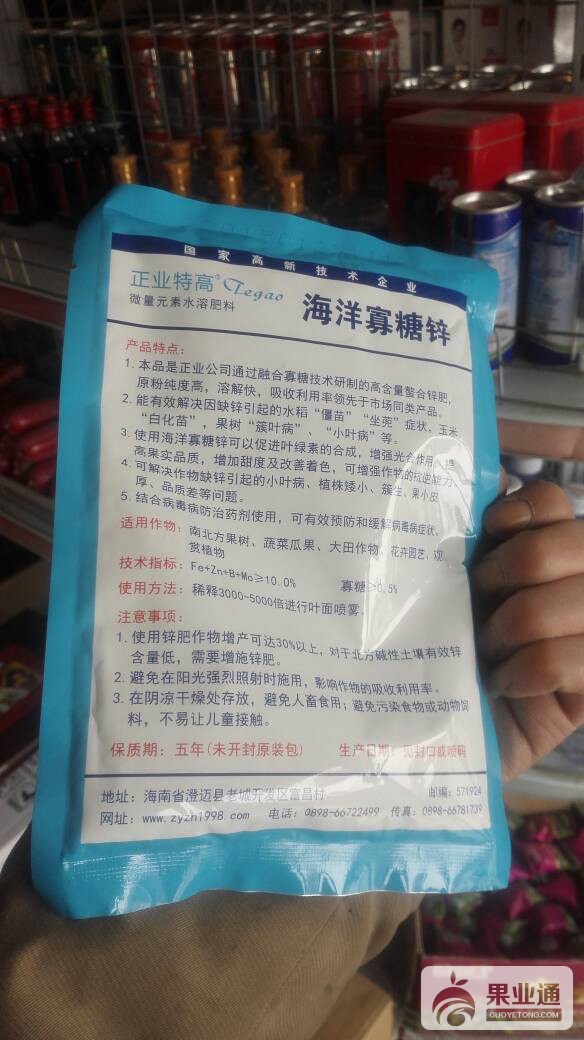 国家高新技术企业
正业特高® Tegao
微量元素水溶肥料
海洋寡糖锌
产品特点：
1. 本品是正业公司通过融合寡糖技术研制的高含量螯合锌肥，
原粉纯度高，溶解快，吸收利用率领先于市场同类产品。
2. 能有效解决因缺锌引起的水稻“僵苗”“坐蔸”症状，玉米
“白化苗”，果树“簇叶病”、“小叶病”等。
3. 使用海洋寡糖锌可以促进叶绿素的合成，增强光合作用，提
高果实品质，增加甜度及改善着色，可增强作物的抗逆能力
4. 可解决作物缺锌引起的小叶病、植株矮小、簇生、果小皮
厚、品质差等问题。
5. 结合病毒病防治药剂使用，可有效预防和缓解病毒病症状。
适用作物：南北方果树、蔬菜瓜果、大田作物、花卉园艺、观
赏植物
技术指标：Fe+Zn+B+Mo≥10.0% 寡糖≥0.5%
使用方法：稀释3000-5000倍进行叶面喷雾。
注意事项：
1. 使用锌肥作物增产可达30%以上，对于北方碱性土壤有效锌
含量低，需要增施锌肥。
2. 避免在阳光强烈照射时施用，影响作物的吸收利用率。
3. 在阴凉干燥处存放，避免人畜食用；避免污染食物或动物饲
料，不易让儿童接触。
保质期：五年(未开封原装包) 生产日期：见封口或喷码
地址：海南省澄迈县老城开发区富昌村 邮编：571924
网址：www.zyzh1998.com 电话：0898-66722499 传真：0898-66781739
果业通
GUOYETONG.COM